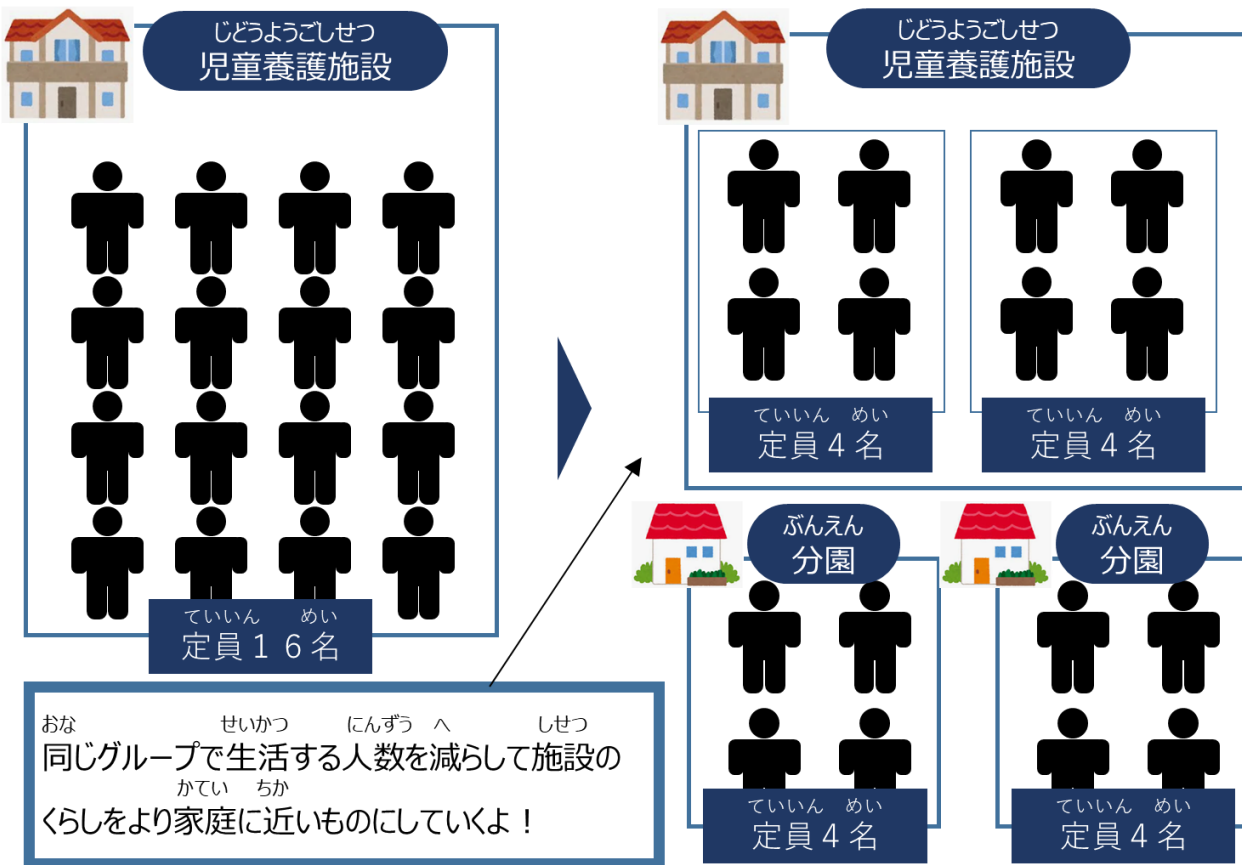 じどうようごしせつ
児童養護施設
ていいん めい
定員１６名
おな せいかつ にんずう へ しせつ
同じグループで生活する人数を減らして施設の
かてい ちか
くらしをより家庭に近いものにしていくよ！
じどうようごしせつ
児童養護施設
ていいん めい
定員４名
ていいん めい
定員４名
ぶんえん
分園
ていいん めい
定員４名
ぶんえん
分園
ていいん めい
定員４名